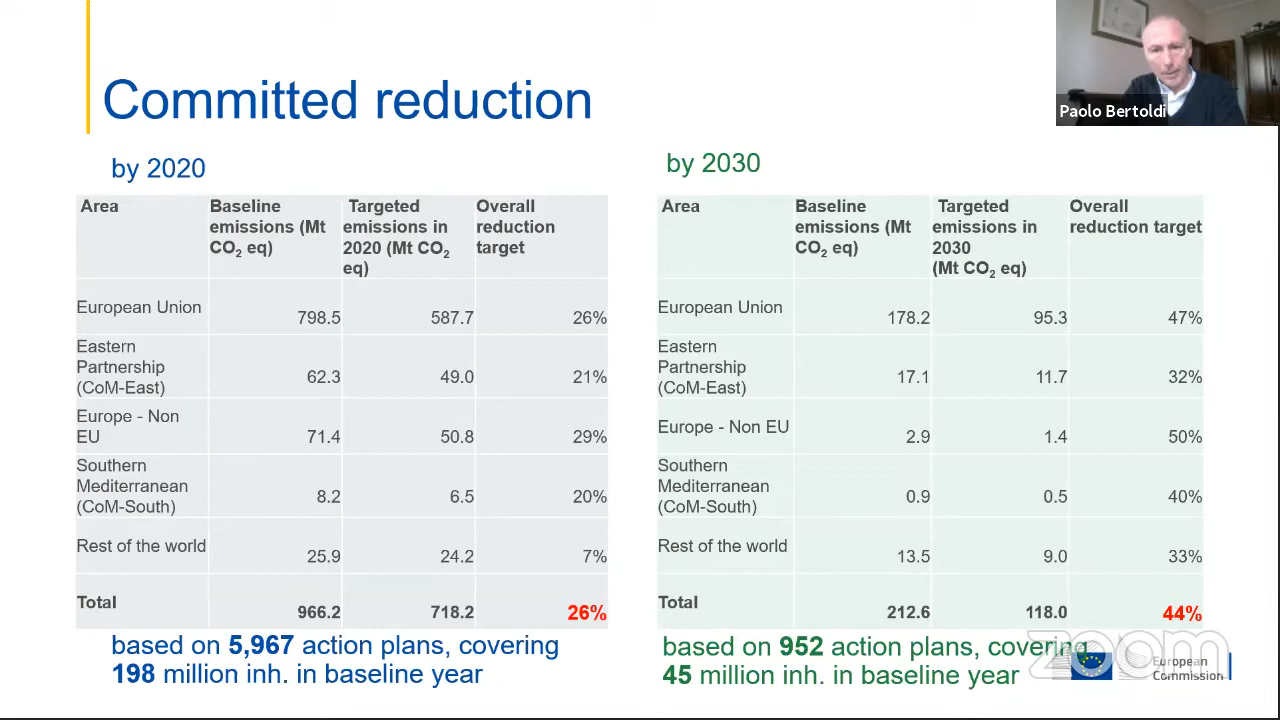 Committed reduction
Paolo Bertoldi
by 2020
Area
Baseline emissions (Mt CO₂ eq)
Targeted emissions in 2020 (Mt CO₂ eq)
Overall reduction target
European Union 798.5 587.7 26%
Eastern Partnership (CoM-East) 62.3 49.0 21%
Europe - Non EU 71.4 50.8 29%
Southern Mediterranean (CoM-South) 8.2 6.5 20%
Rest of the world 25.9 24.2 7%
Total 966.2 718.2 26%
based on 5,967 action plans, covering
198 million inh. in baseline year
by 2030
Area
Baseline emissions (Mt CO₂ eq)
Targeted emissions in 2030 (Mt CO₂ eq)
Overall reduction target
European Union 178.2 95.3 47%
Eastern Partnership (CoM-East) 17.1 11.7 32%
Europe - Non EU 2.9 1.4 50%
Southern Mediterranean (CoM-South) 0.9 0.5 40%
Rest of the world 13.5 9.0 33%
Total 212.6 118.0 44%
based on 952 action plans, covering
45 million inh. in baseline year
zoom
European
Commission